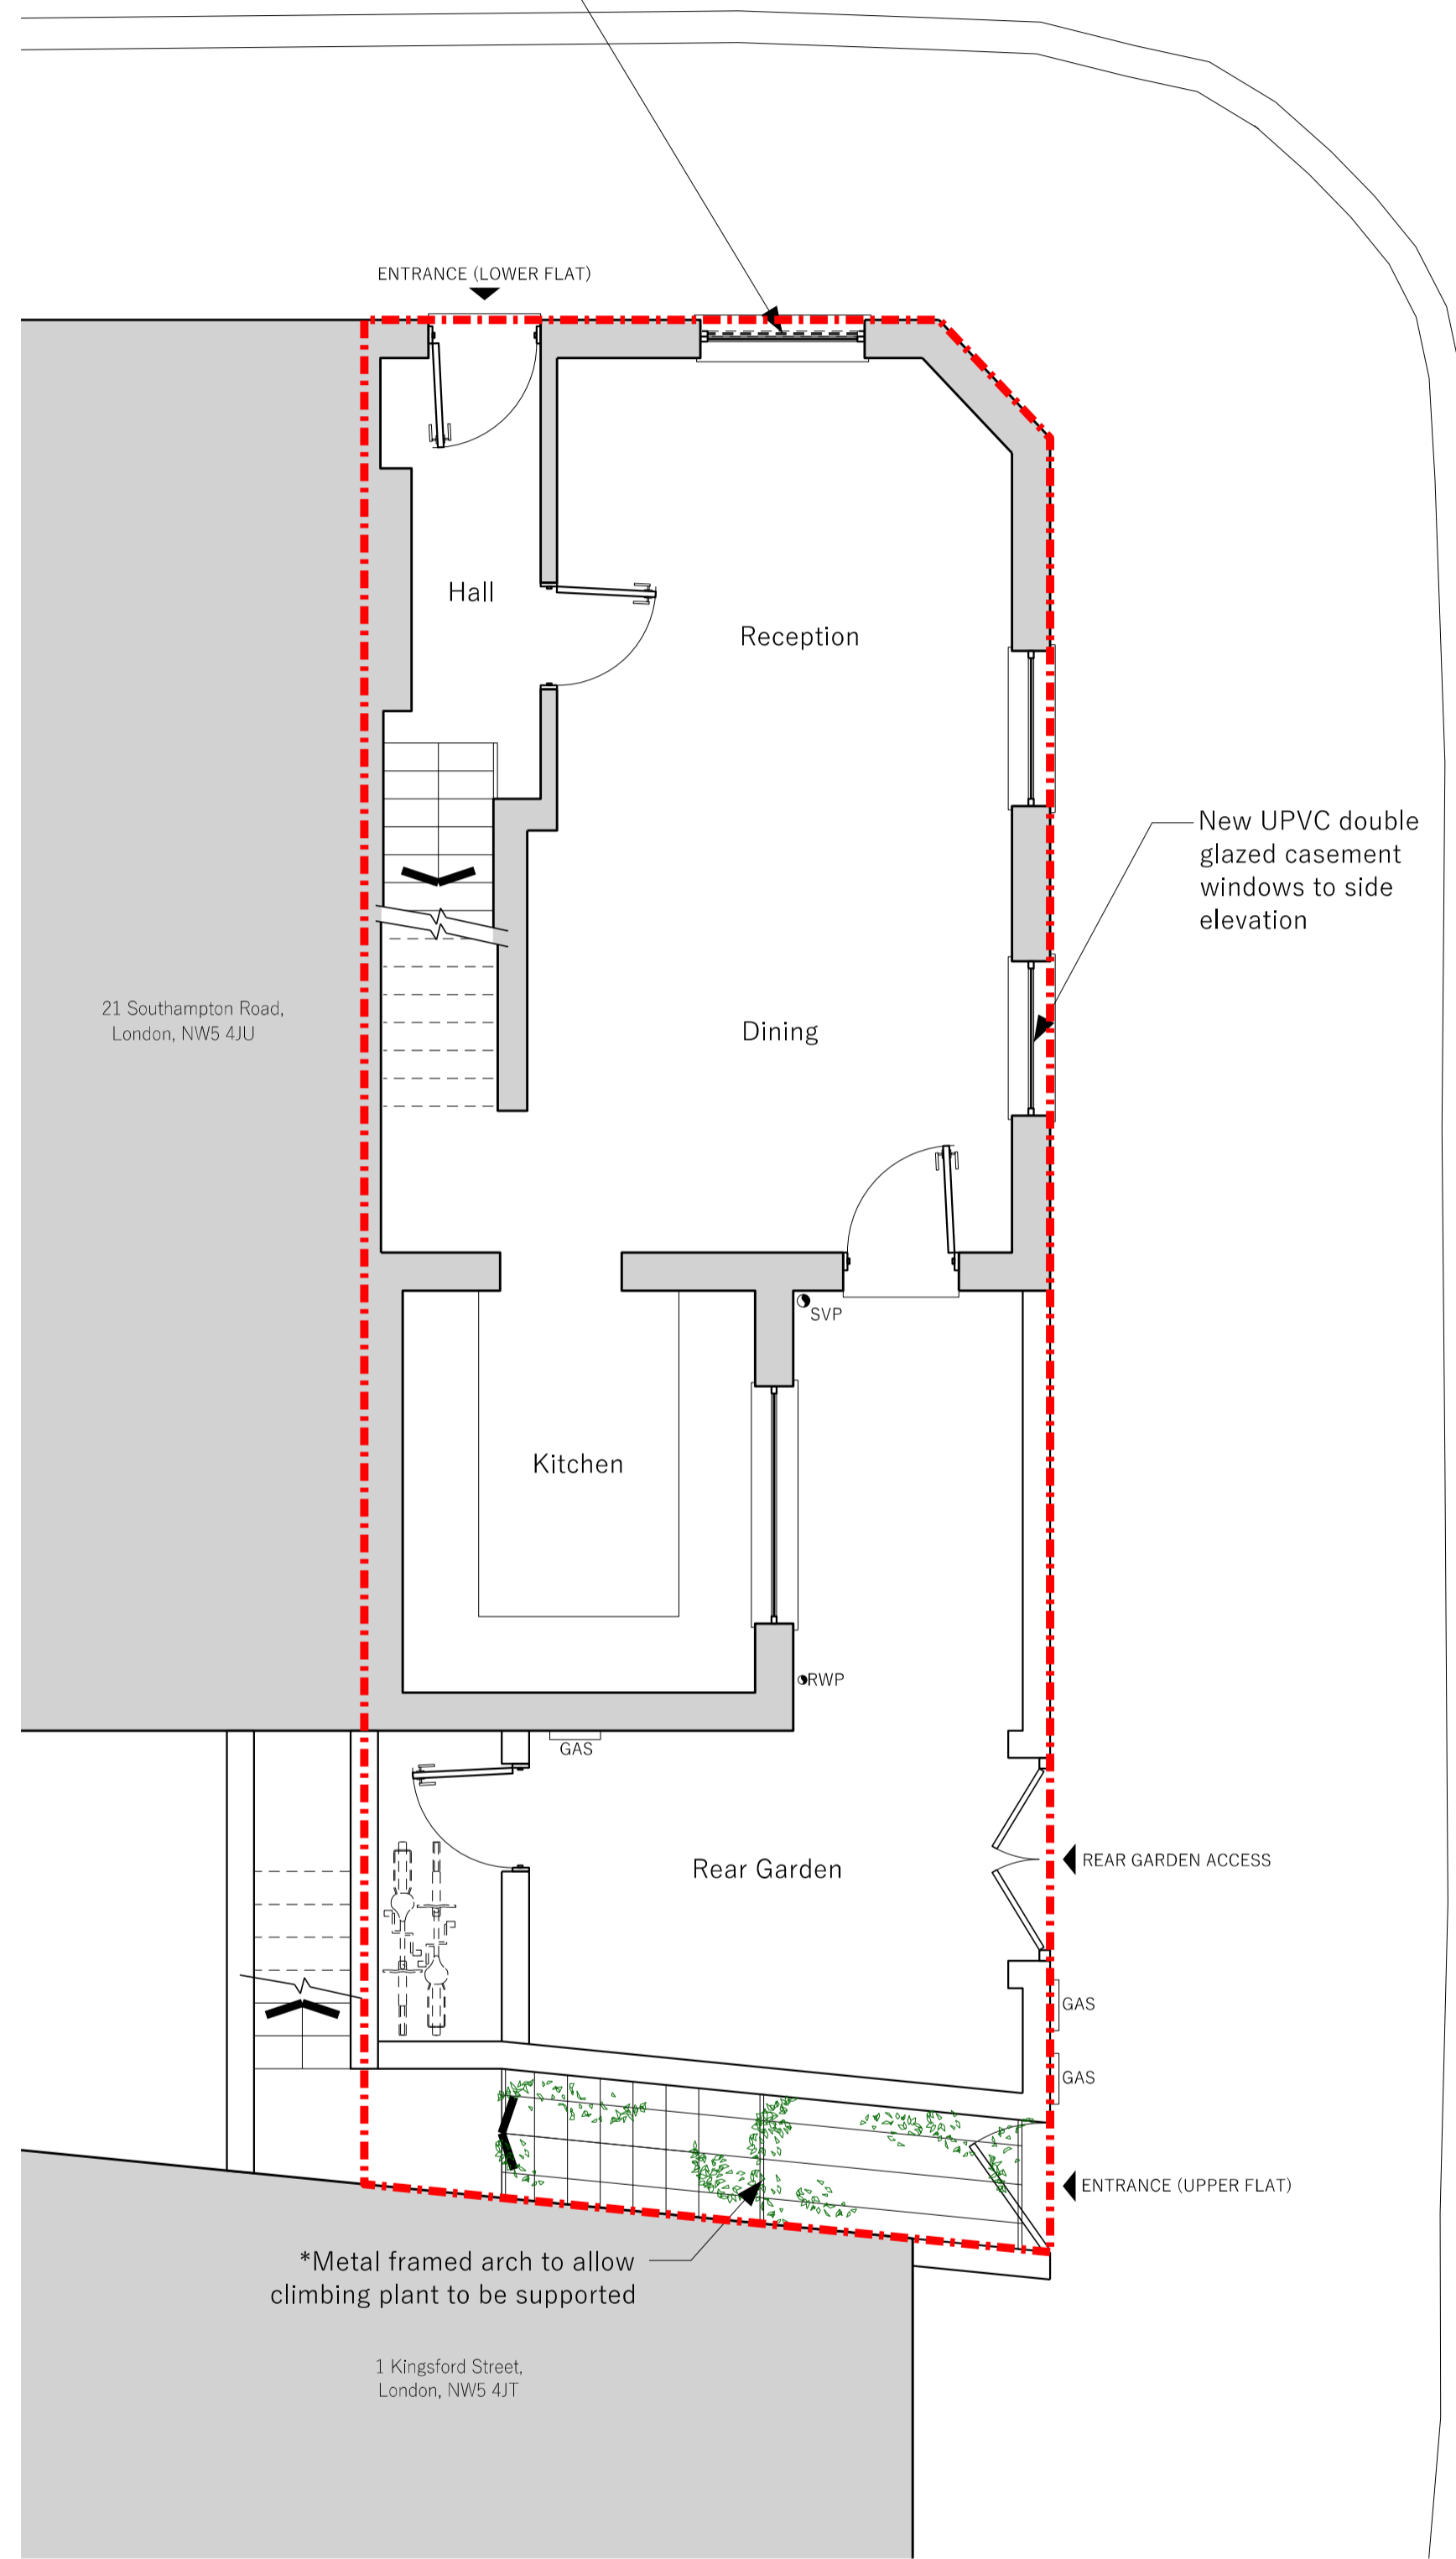 ENTRANCE (LOWER FLAT)
Hall
Reception
New UPVC double
glazed casement
windows to side
elevation
21 Southampton Road,
London, NW5 4JU
Dining
SVP
Kitchen
RWP
GAS
REAR GARDEN ACCESS
Rear Garden
GAS
GAS
ENTRANCE (UPPER FLAT)
*Metal framed arch to allow
climbing plant to be supported
1 Kingsford Street,
London, NW5 4JT